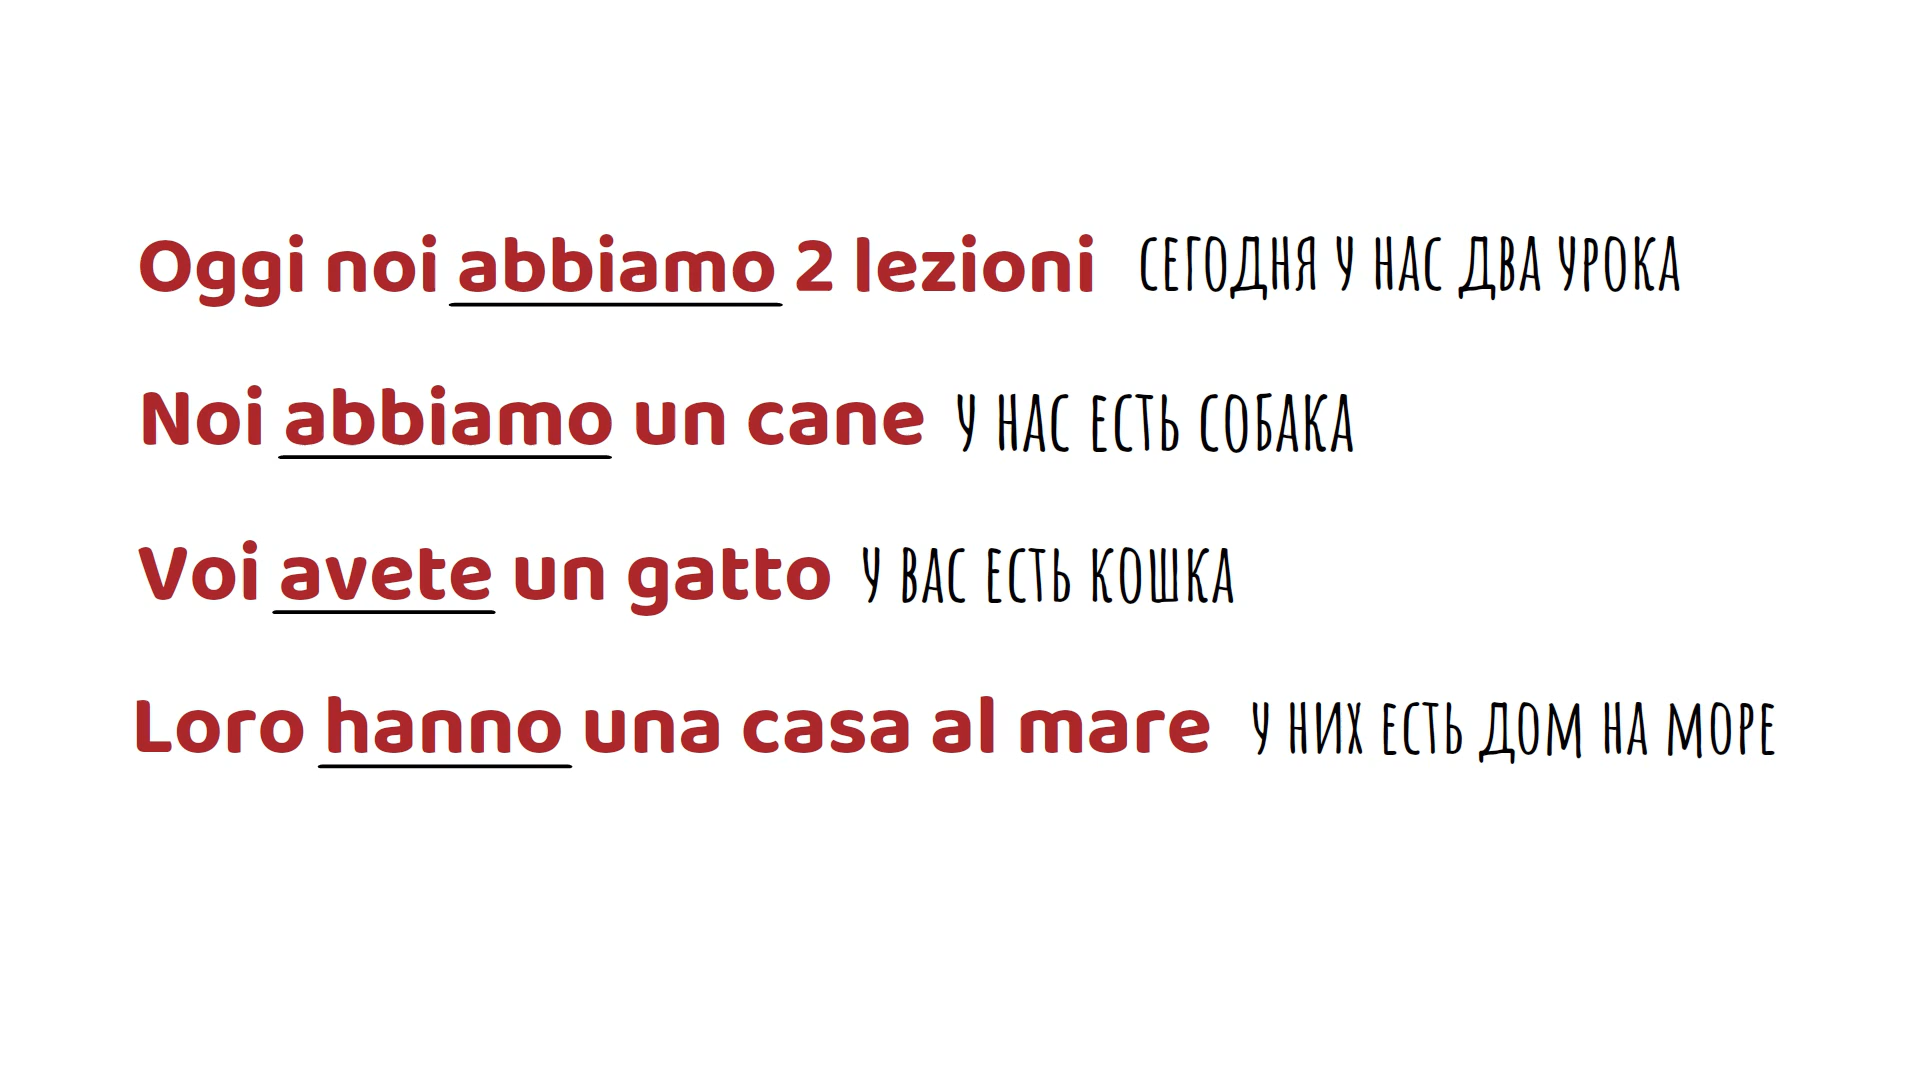 Oggi noi abbiamo 2 lezioni сегодня у нас два урока
Noi abbiamo un cane у нас есть собака
Voi avete un gatto у вас есть кошка
Loro hanno una casa al mare у них есть дом на море